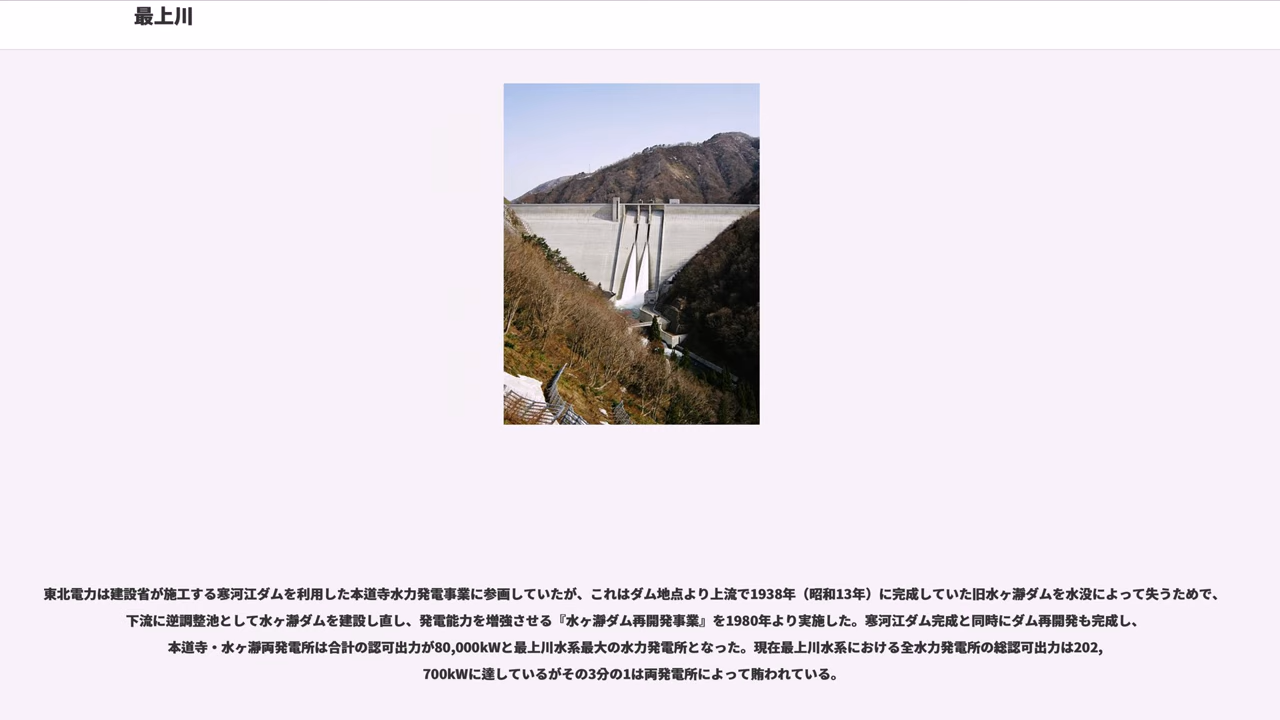 最上川
東北電力は建設省が施工する寒河江ダムを利用した本道寺水力発電事業に参画していたが、これはダム地点より上流で1938年（昭和13年）に完成していた旧水ヶ瀞ダムを水没によって失うためで、
下流に逆調整池として水ヶ瀞ダムを建設し直し、発電能力を増強させる『水ヶ瀞ダム再開発事業』を1980年より実施した。寒河江ダム完成と同時にダム再開発も完成し、
本道寺・水ヶ瀞両発電所は合計の認可出力が80,000kWと最上川水系最大の水力発電所となった。現在最上川水系における全水力発電所の総認可出力は202,
700kWに達しているがその3分の1は両発電所によって賄われている。